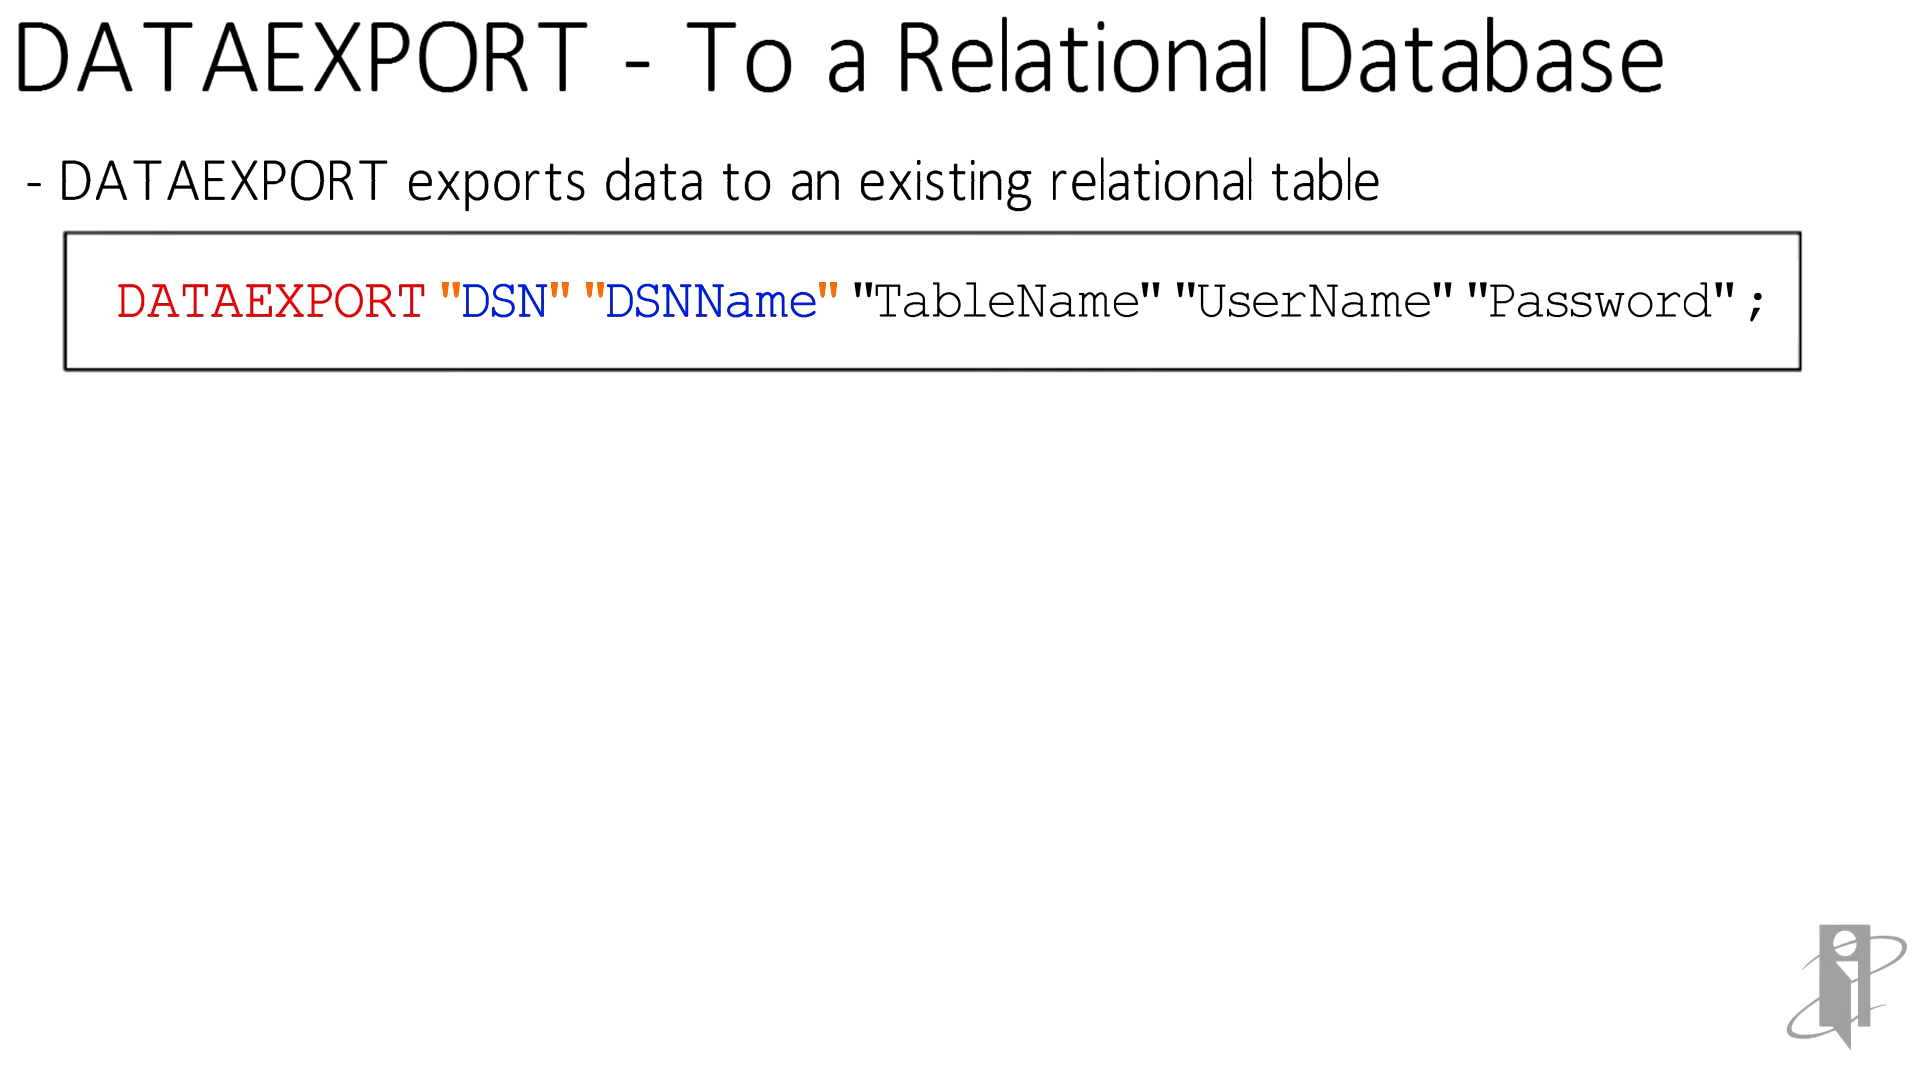 DATAEXPORT - To a Relational Database
- DATAEXPORT exports data to an existing relational table
DATAEXPORT "DSN" "DSNName" "TableName" "UserName" "Password";